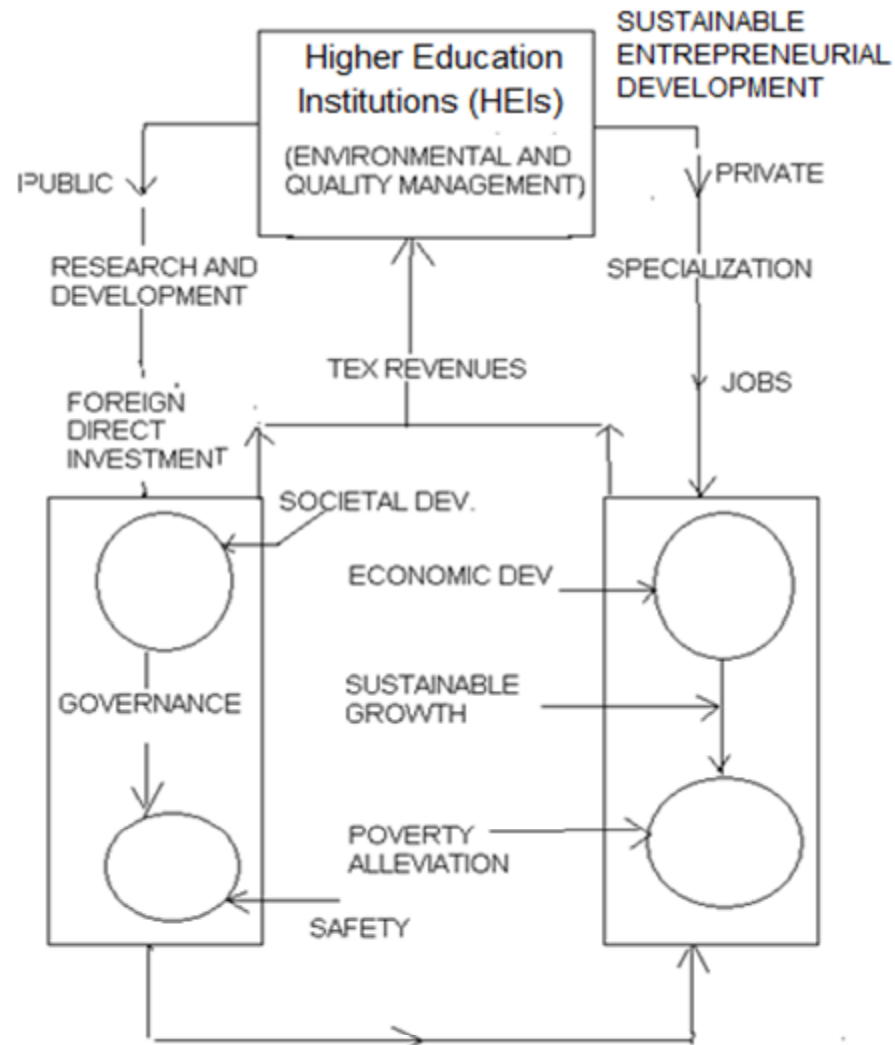 SUSTAINABLE
ENTREPRENEURIAL
DEVELOPMENT
Higher Education
Institutions (HEIs)
(ENVIRONMENTAL AND
QUALITY MANAGEMENT)
PUBLIC
PRIVATE
RESEARCH AND
DEVELOPMENT
SPECIALIZATION
TEX REVENUES
JOBS
FOREIGN
DIRECT
INVESTMENT
SOCIETAL DEV.
ECONOMIC DEV
SUSTAINABLE
GROWTH
GOVERNANCE
POVERTY
ALLEVIATION
SAFETY